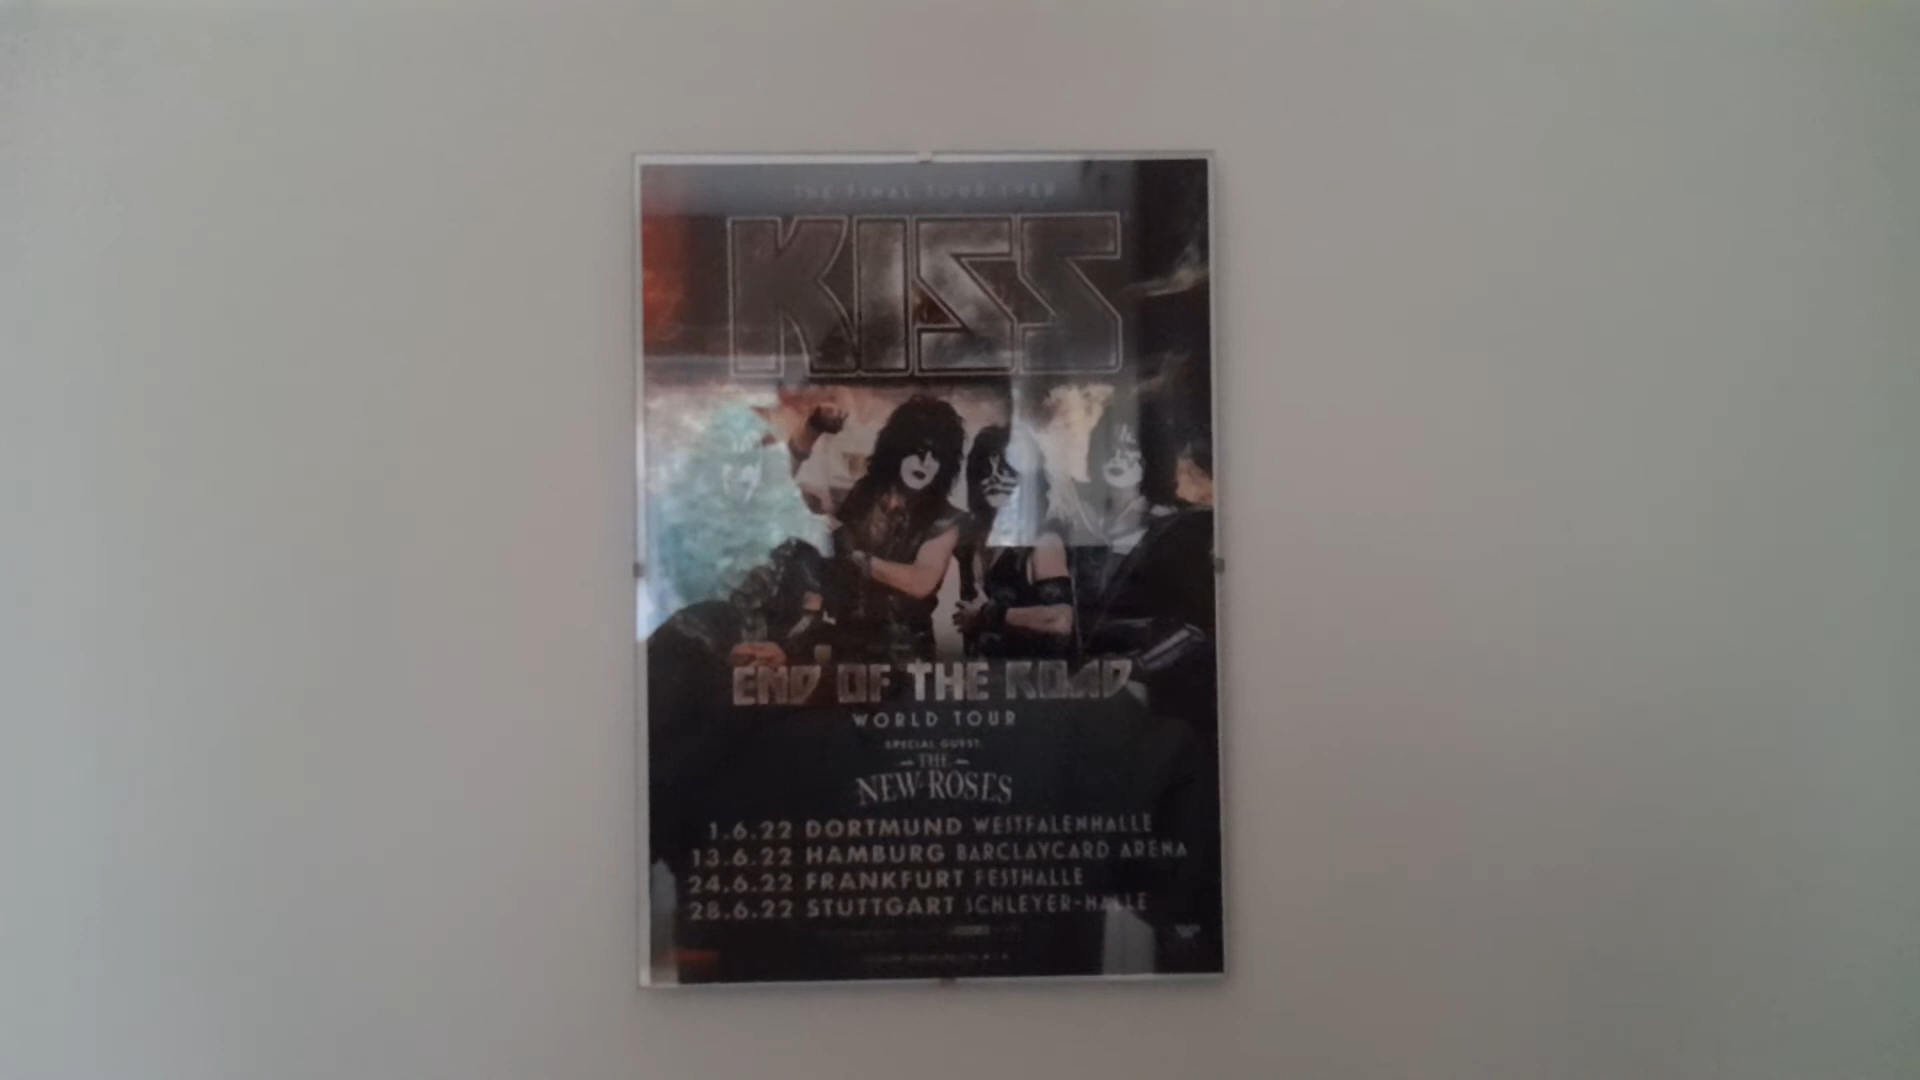 THE FINAL TOUR EVER
KISS
END OF THE ROAD
WORLD TOUR
SPECIAL GUEST:
THE
NEW ROSES
1.6.22 DORTMUND WESTFALENHALLE
13.6.22 HAMBURG BARCLAYCARD ARENA
24.6.22 FRANKFURT FESTHALLE
28.6.22 STUTTGART SCHLEYER-HALLE